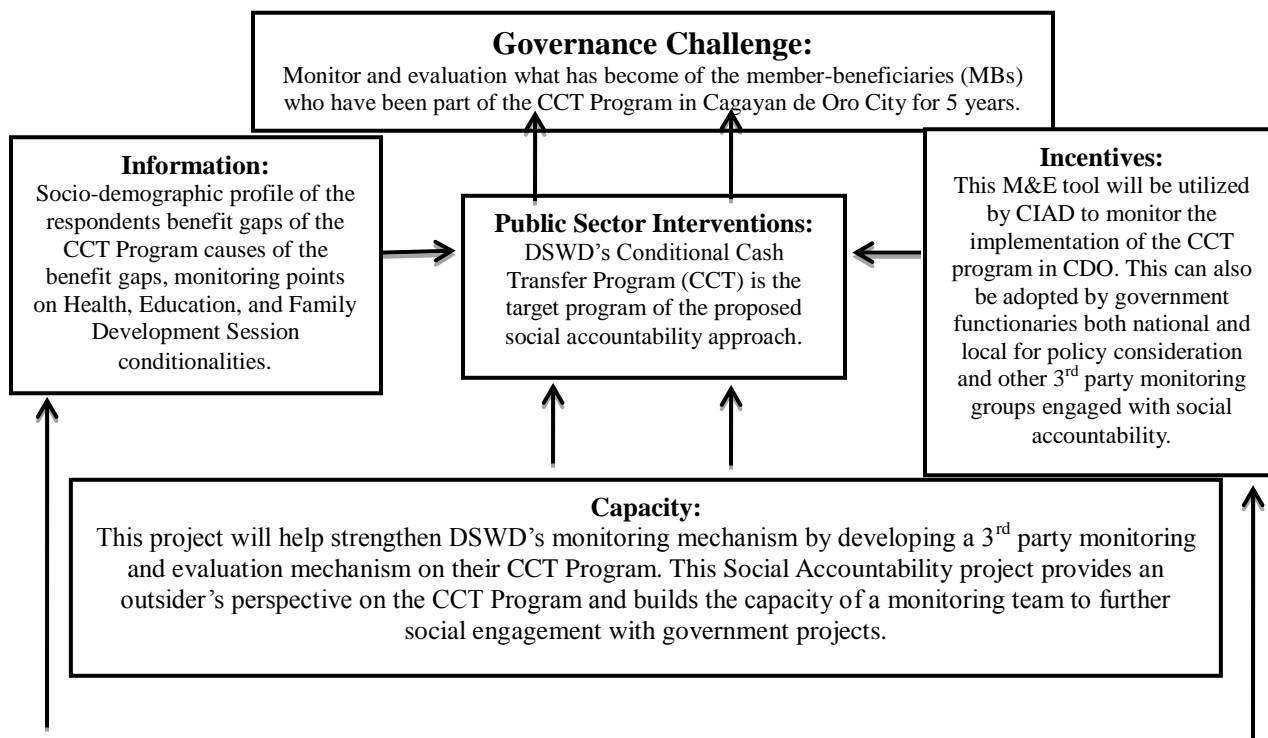 Governance Challenge:
Monitor and evaluation what has become of the member-beneficiaries (MBs)
who have been part of the CCT Program in Cagayan de Oro City for 5 years.
Information:
Socio-demographic profile of the
respondents benefit gaps of the
CCT Program causes of the
benefit gaps, monitoring points
on Health, Education, and Family
Development Session
conditionalities.
Public Sector Interventions:
DSWD’s Conditional Cash
Transfer Program (CCT) is the
target program of the proposed
social accountability approach.
Incentives:
This M&E tool will be utilized
by CIAD to monitor the
implementation of the CCT
program in CDO. This can also
be adopted by government
functionaries both national and
local for policy consideration
and other 3rd party monitoring
groups engaged with social
accountability.
Capacity:
This project will help strengthen DSWD’s monitoring mechanism by developing a 3rd party monitoring
and evaluation mechanism on their CCT Program. This Social Accountability project provides an
outsider’s perspective on the CCT Program and builds the capacity of a monitoring team to further
social engagement with government projects.